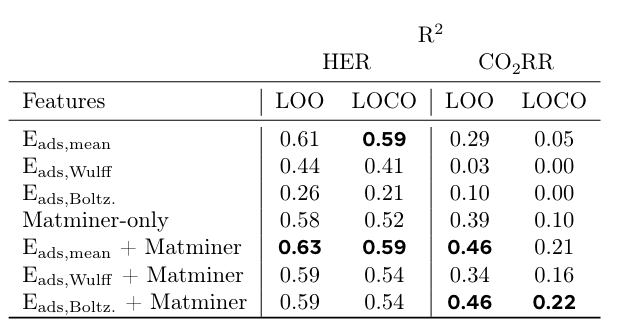 R²
HER CO₂RR
Features LOO LOCO LOO LOCO
E_ads,mean 0.61 0.59 0.29 0.05
E_ads,Wulff 0.44 0.41 0.03 0.00
E_ads,Boltz. 0.26 0.21 0.10 0.00
Matminer-only 0.58 0.52 0.39 0.10
E_ads,mean + Matminer 0.63 0.59 0.46 0.21
E_ads,Wulff + Matminer 0.59 0.54 0.34 0.16
E_ads,Boltz. + Matminer 0.59 0.54 0.46 0.22